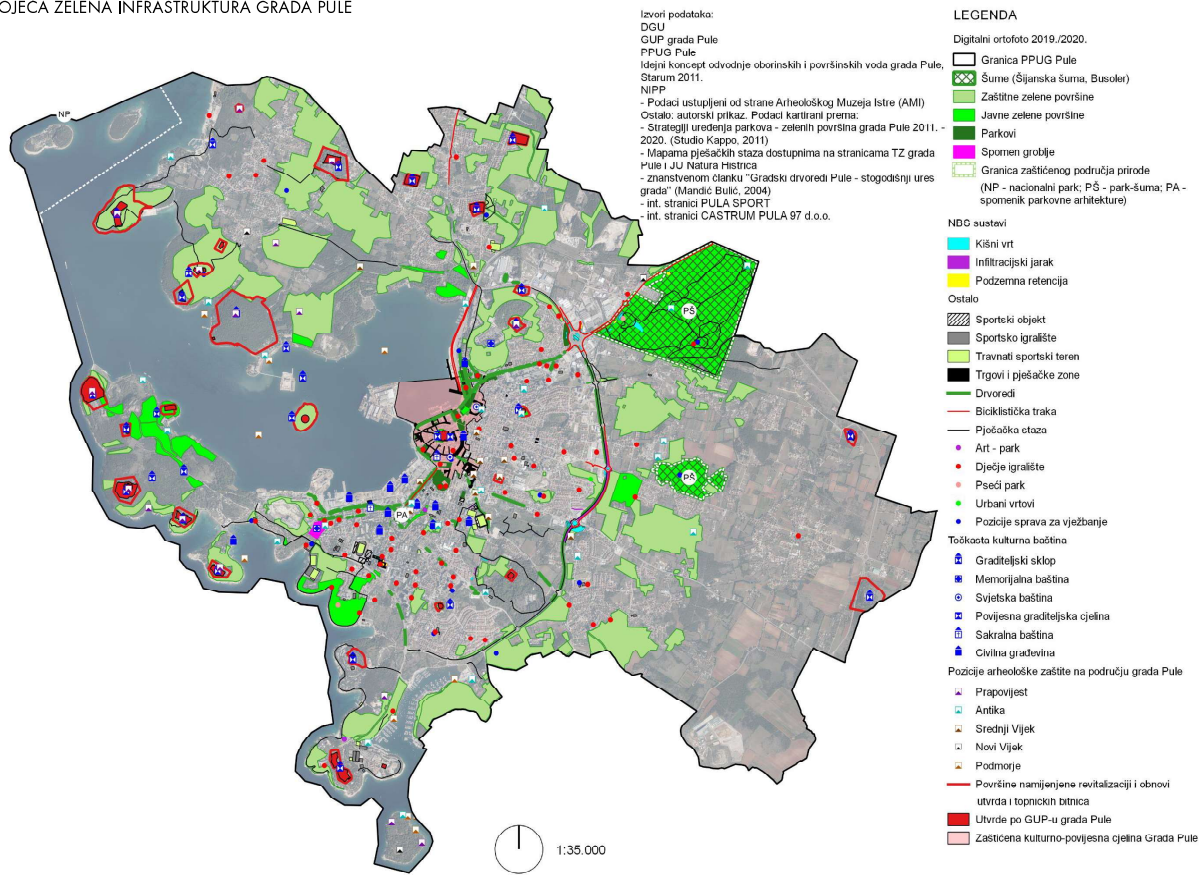 OJEĆA ZELENA INFRASTRUKTURA GRADA PULE
Izvori podataka:
DGU
GUP grada Pule
PPUG Pule
Idejni koncept odvodnje oborinskih i površinskih voda grada Pule,
Starum 2011.
NIPP
- Podaci ustupljeni od strane Arheološkog Muzeja Istre (AMI)
Ostalo: autorski prikaz. Podaci kartirani prema:
- Strategiji uređenja parkova - zelenih površina grada Pule 2011. -
2020. (Studio Kappo, 2011)
- Mapama pješačkih staza dostupnima na stranicama TZ grada
Pule i JU Natura Histrica
- znanstvenom članku "Gradski drvoredi Pule - stogodišnji ures
grada" (Mandić Bulić, 2004)
- int. stranici PULA SPORT
- int. stranici CASTRUM PULA 97 d.o.o.
LEGENDA
Digitalni ortofoto 2019./2020.
Granica PPUG Pule
Šume (Šijanska šuma, Busoler)
Zaštitne zelene površine
Javne zelene površine
Parkovi
Spomen groblje
Granica zaštićenog područja prirode
(NP - nacionalni park; PŠ - park-šuma; PA -
spomenik parkovne arhitekture)
NBG sustavi
Kišni vrt
Infiltracijski jarak
Podzemna retencija
Ostalo
Sportski objekt
Sportsko igralište
Travnati sportski teren
Trgovi i pješačke zone
Drvoredi
Biciklistička traka
Pješačka staza
Art - park
Dječje igralište
Pseći park
Urbani vrtovi
Pozicije sprava za vježbanje
Točkasta kulturna baština
Graditeljski sklop
Memorijalna baština
Svjetska baština
Povijesna graditeljska cjelina
Sakralna baština
Civilna građevina
Pozicije arheološke zaštite na području grada Pule
Prapovijest
Antika
Srednji Vijek
Novi Vijek
Podmorje
Površine namijenjene revitalizaciji i obnovi
utvrda i topničkih bitnica
Utvrde po GUP-u grada Pule
Zaštićena kulturno-povijesna cjelina Grada Pule
NP
PŠ
PŠ
PA
1:35.000